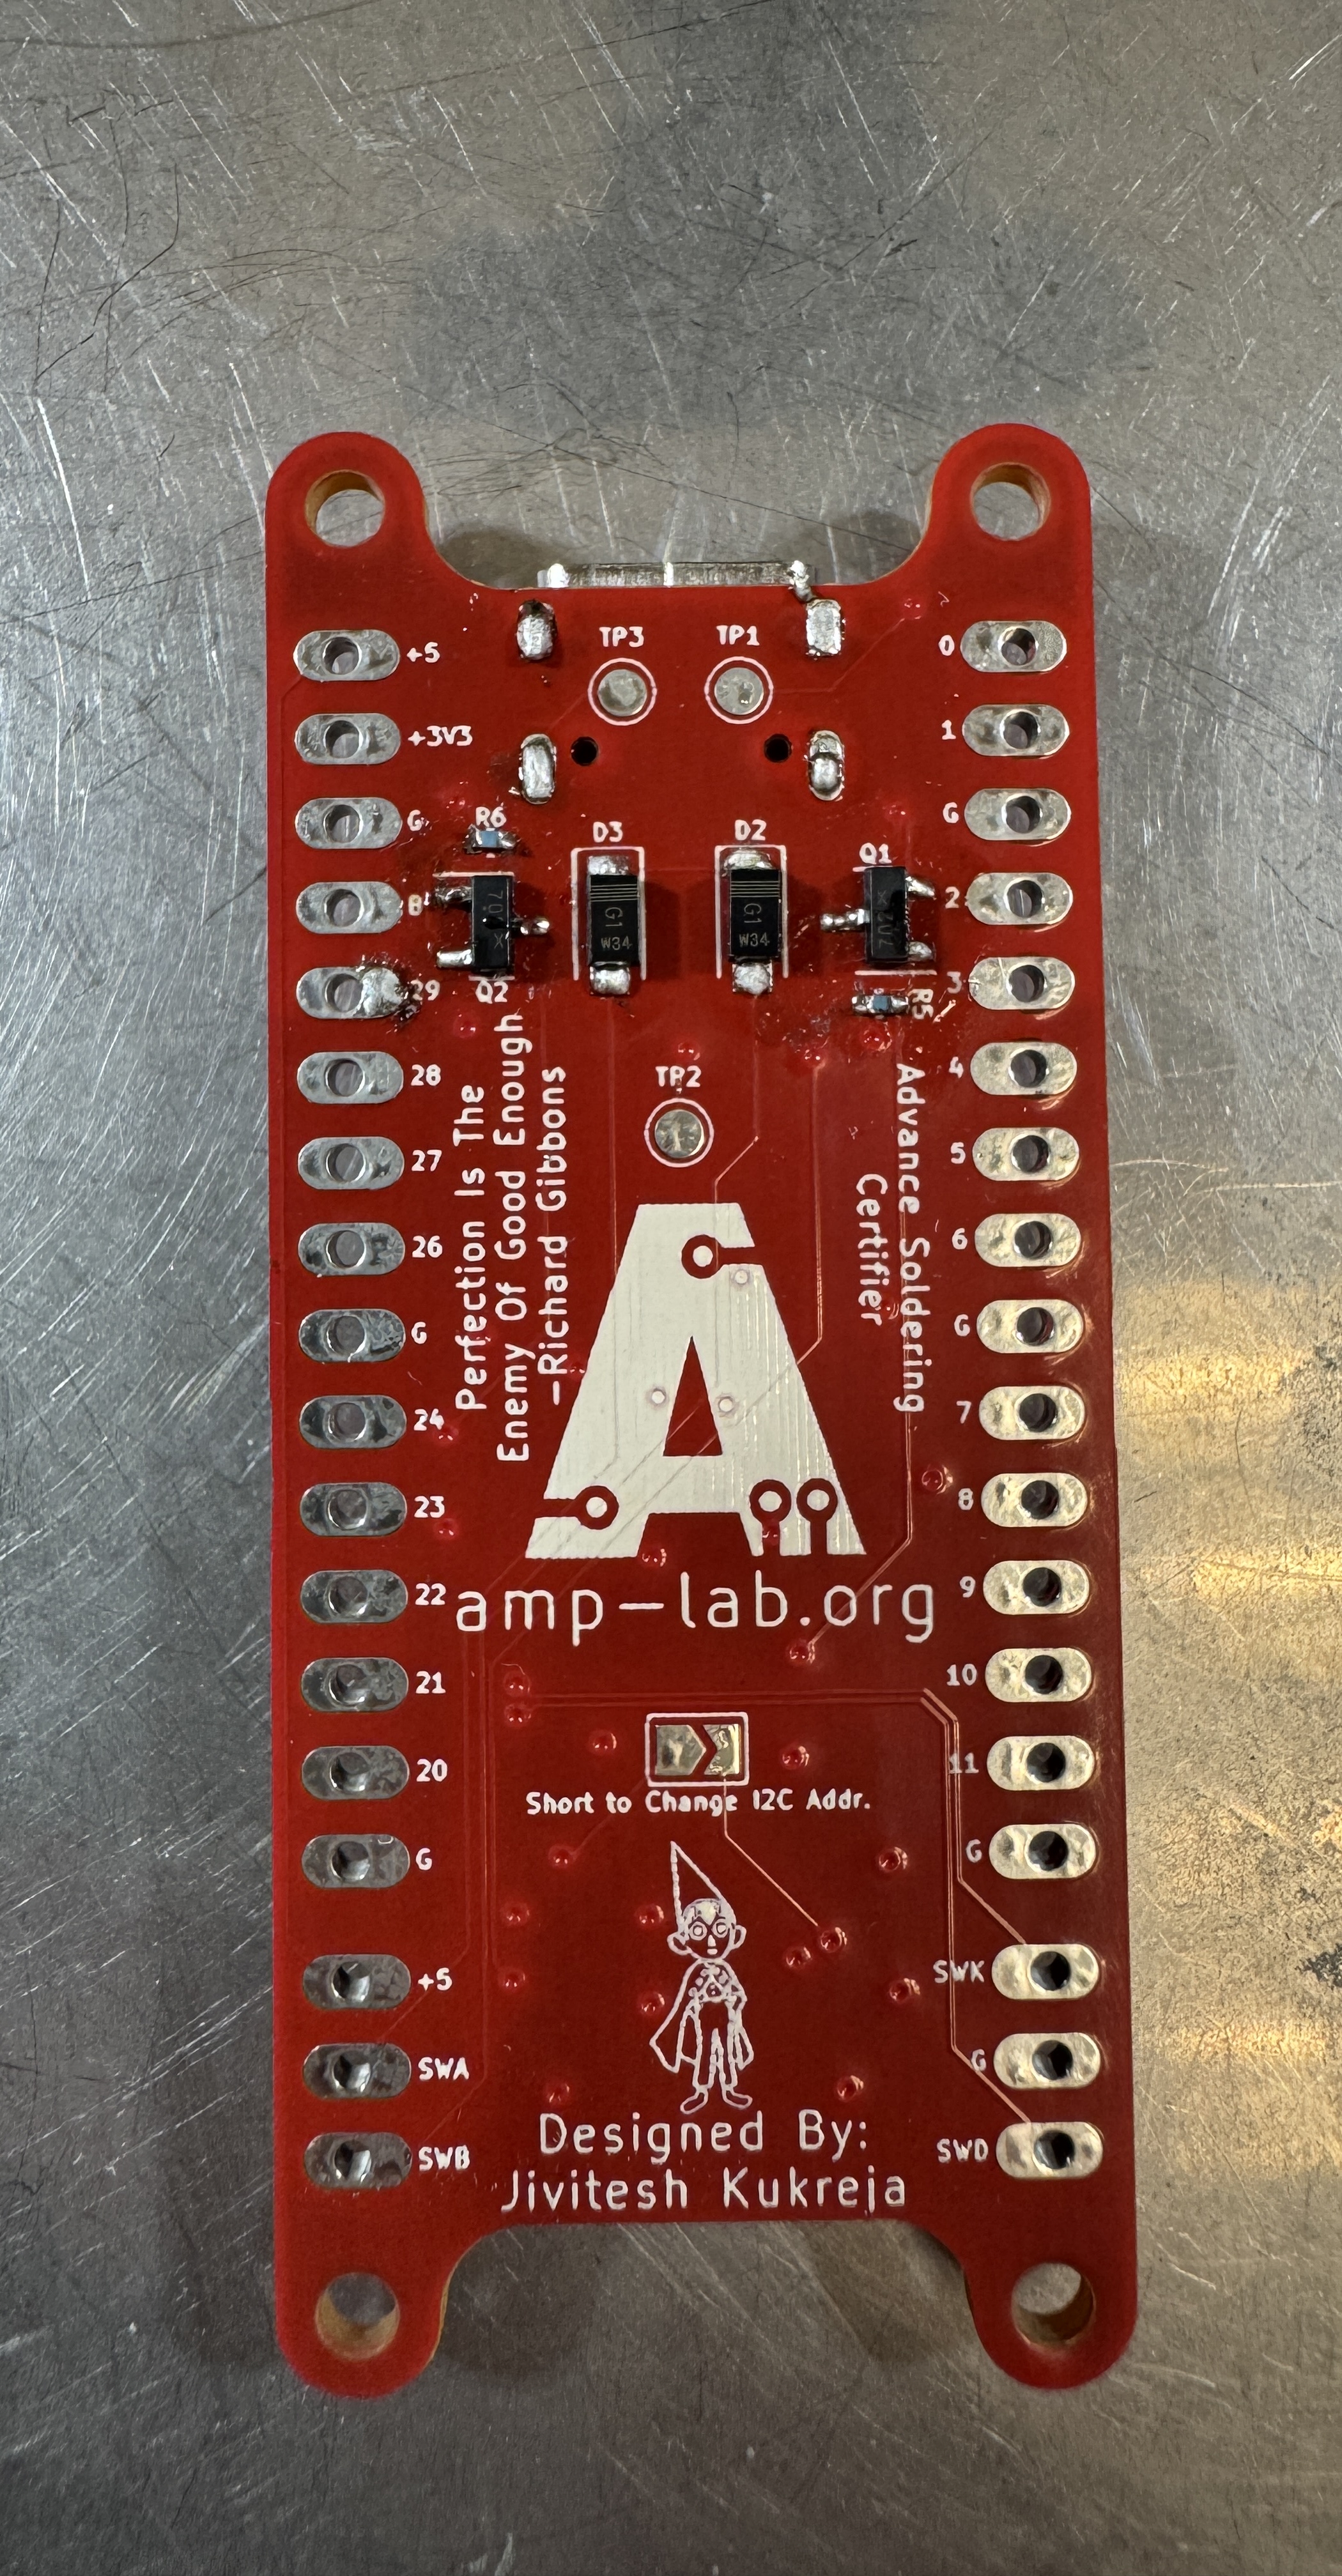 TP3
TP1
+5
0
+3V3
1
G
R6
D3
D2
G
Q1
B
G1
W34
G1
W34
2
29
Q2
3
R5
28
TP2
4
27
5
26
6
G
G
24
7
23
8
22
9
21
10
20
11
G
G
+5
SWK
SWA
G
SWB
SWD
Perfection Is The
Enemy Of Good Enough
-Richard Gibbons
Advance Soldering
Certifier
amp-lab.org
Short to Change I2C Addr.
Designed By:
Jivitesh Kukreja